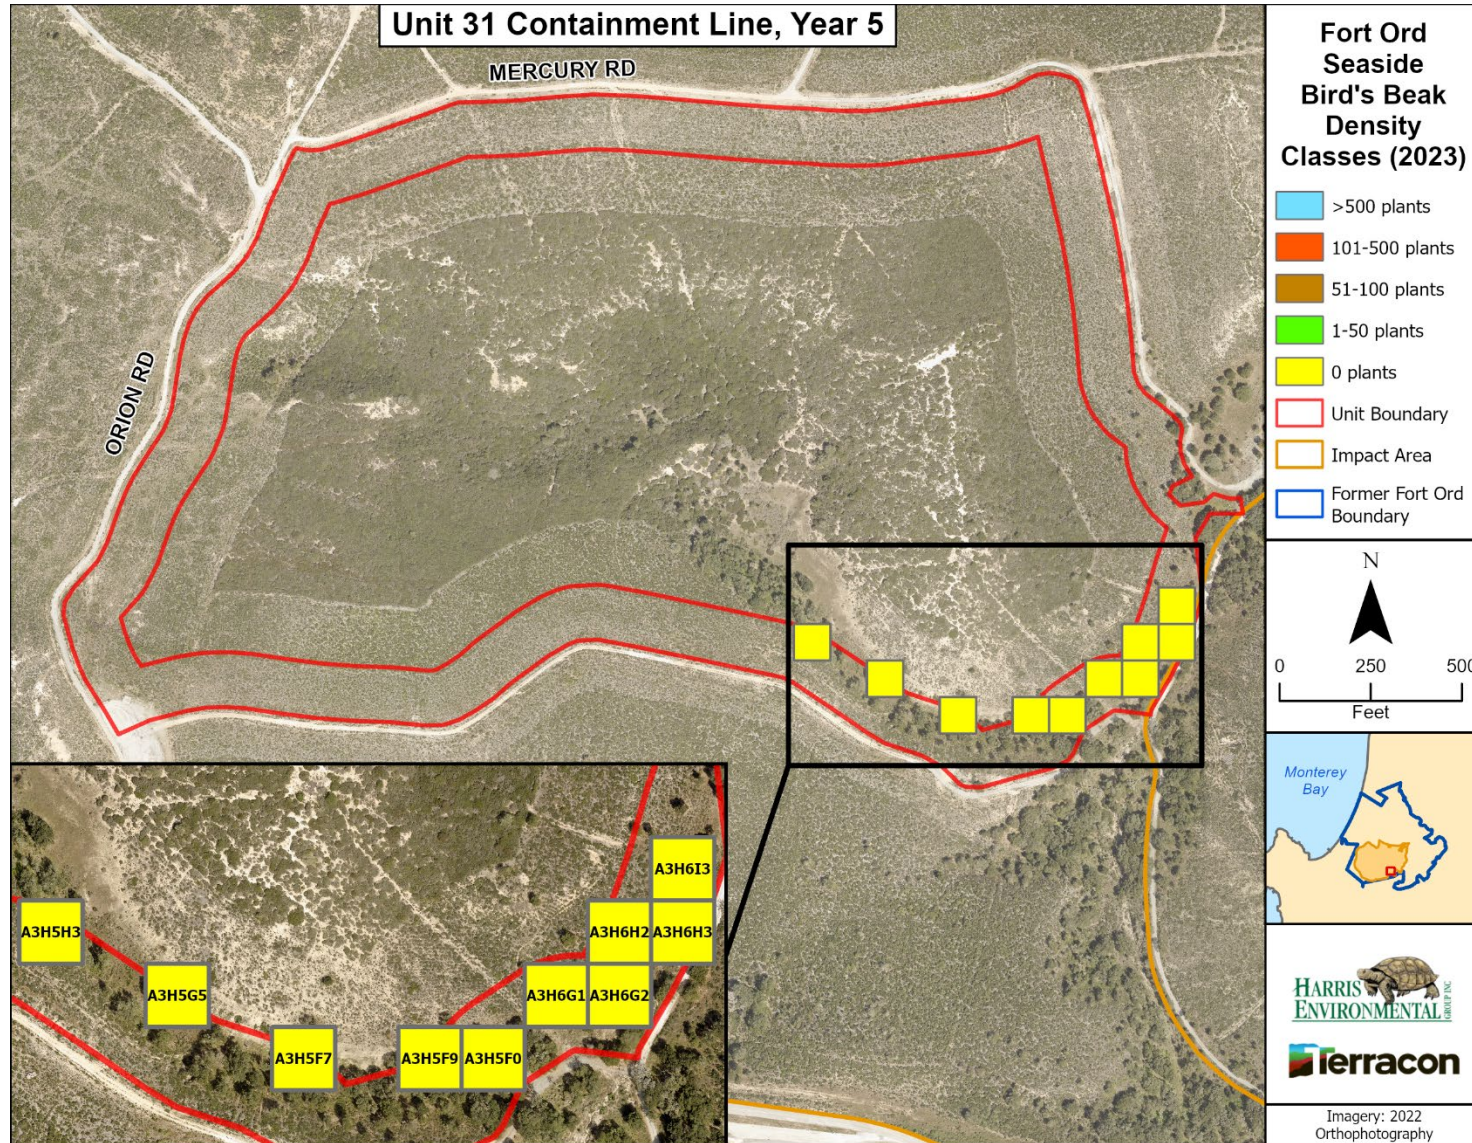 Unit 31 Containment Line, Year 5
MERCURY RD
ORION RD
A3H6I3
A3H5H3
A3H6H2
A3H6H3
A3H5G5
A3H6G1
A3H6G2
A3H5F7
A3H5F9
A3H5F0
Fort Ord
Seaside
Bird's Beak
Density
Classes (2023)
>500 plants
101-500 plants
51-100 plants
1-50 plants
0 plants
Unit Boundary
Impact Area
Former Fort Ord
Boundary
N
0 250 500
Feet
Monterey
Bay
HARRIS
ENVIRONMENTAL
GROUP INC
Terracon
Imagery: 2022
Orthophotography